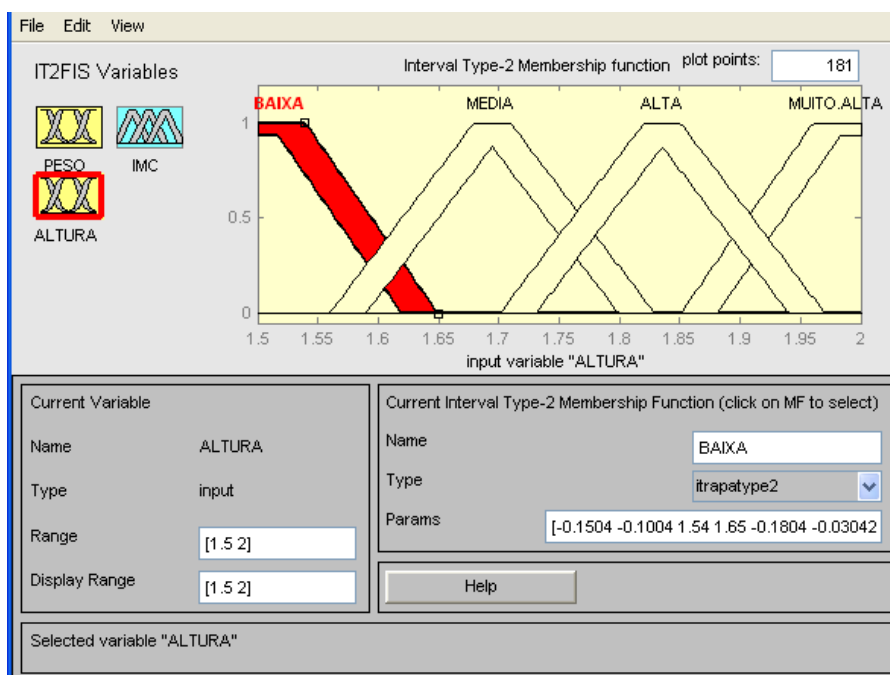 File Edit View
IT2FIS Variables
Interval Type-2 Membership function plot points: 181
PESO IMC
ALTURA
BAIXA MEDIA ALTA MUITO.ALTA
1
0.5
0
1.5 1.55 1.6 1.65 1.7 1.75 1.8 1.85 1.9 1.95 2
input variable "ALTURA"
Current Variable
Name ALTURA
Type input
Range [1.5 2]
Display Range [1.5 2]
Current Interval Type-2 Membership Function (click on MF to select)
Name BAIXA
Type itrapatype2
Params [-0.1504 -0.1004 1.54 1.65 -0.1804 -0.03042
Help
Selected variable "ALTURA"